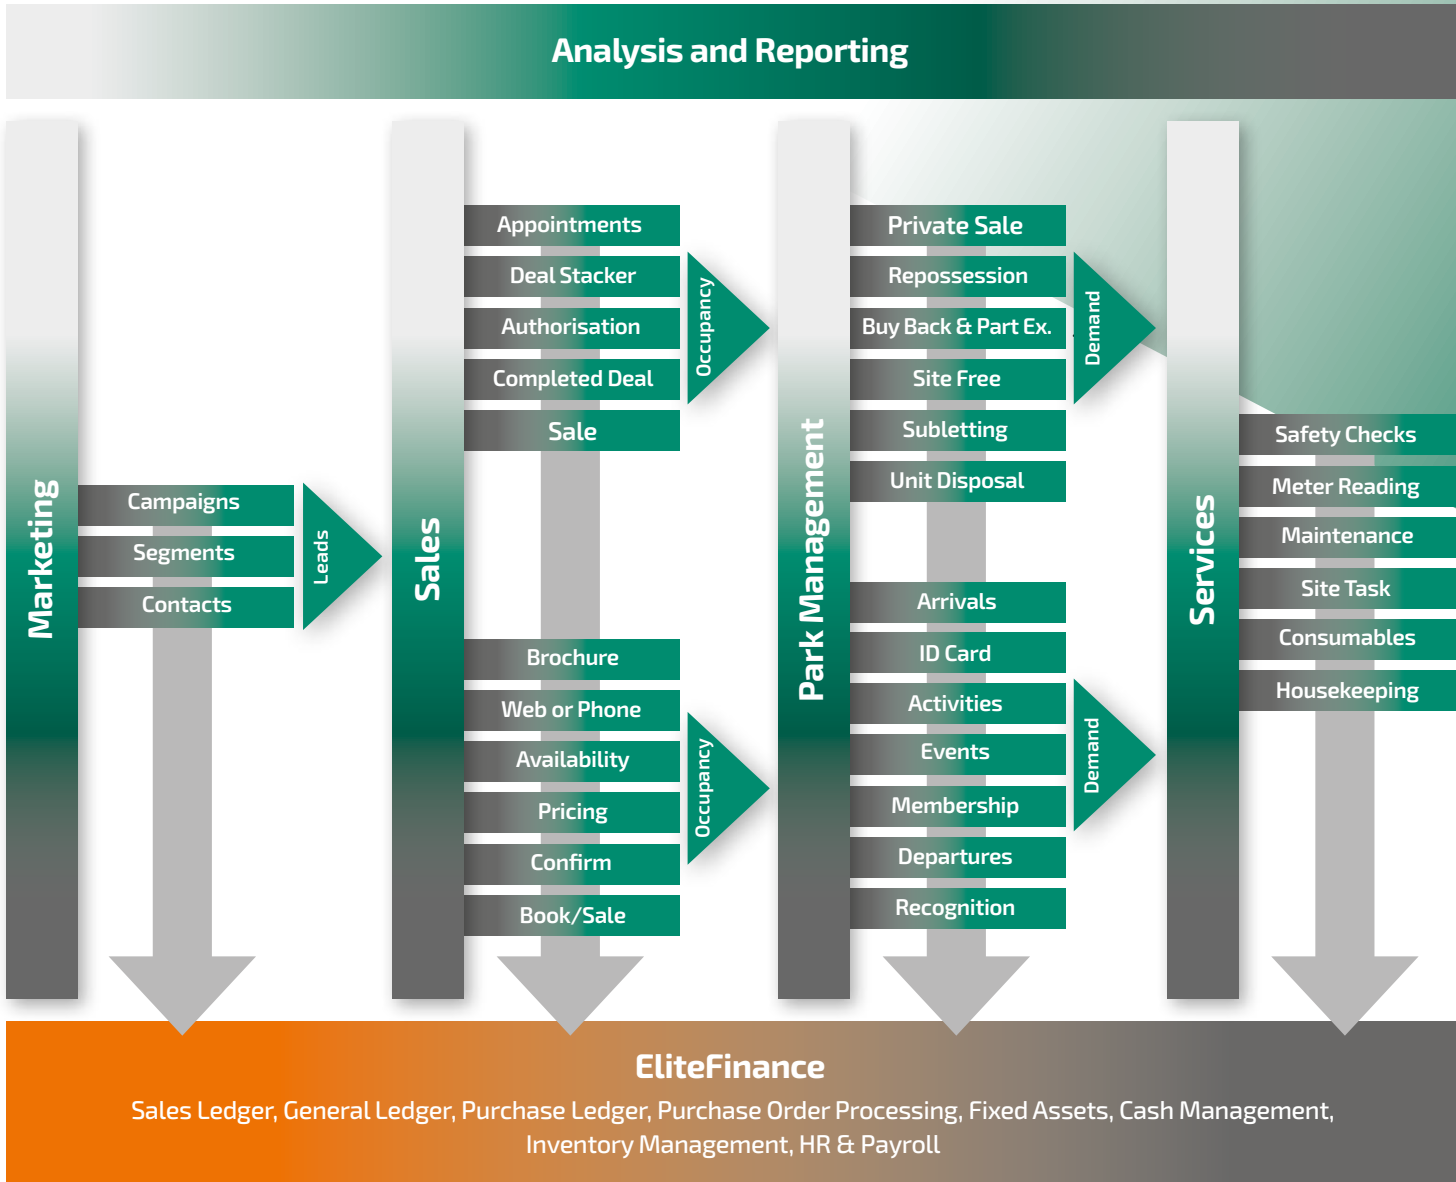 Analysis and Reporting
Marketing
Campaigns
Segments
Contacts
Leads
Sales
Appointments
Deal Stacker
Authorisation
Completed Deal
Sale
Occupancy
Brochure
Web or Phone
Availability
Pricing
Confirm
Book/Sale
Occupancy
Park Management
Private Sale
Repossession
Buy Back & Part Ex.
Site Free
Subletting
Unit Disposal
Demand
Arrivals
ID Card
Activities
Events
Membership
Departures
Recognition
Demand
Services
Safety Checks
Meter Reading
Maintenance
Site Task
Consumables
Housekeeping
EliteFinance
Sales Ledger, General Ledger, Purchase Ledger, Purchase Order Processing, Fixed Assets, Cash Management,
Inventory Management, HR & Payroll